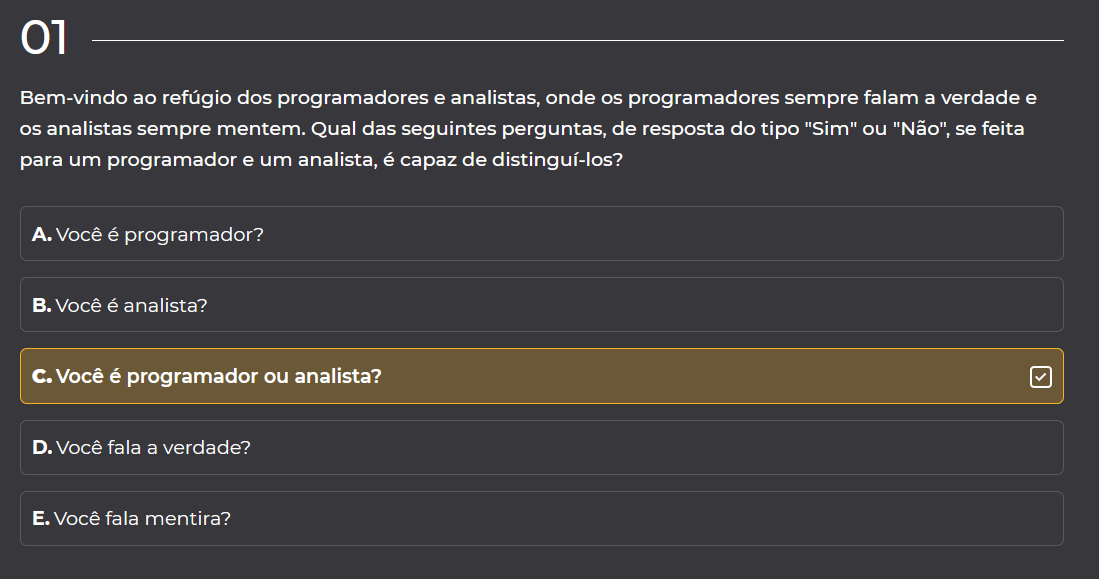 01
Bem-vindo ao refúgio dos programadores e analistas, onde os programadores sempre falam a verdade e
os analistas sempre mentem. Qual das seguintes perguntas, de resposta do tipo "Sim" ou "Não", se feita
para um programador e um analista, é capaz de distinguí-los?
A. Você é programador?
B. Você é analista?
C. Você é programador ou analista?
D. Você fala a verdade?
E. Você fala mentira?